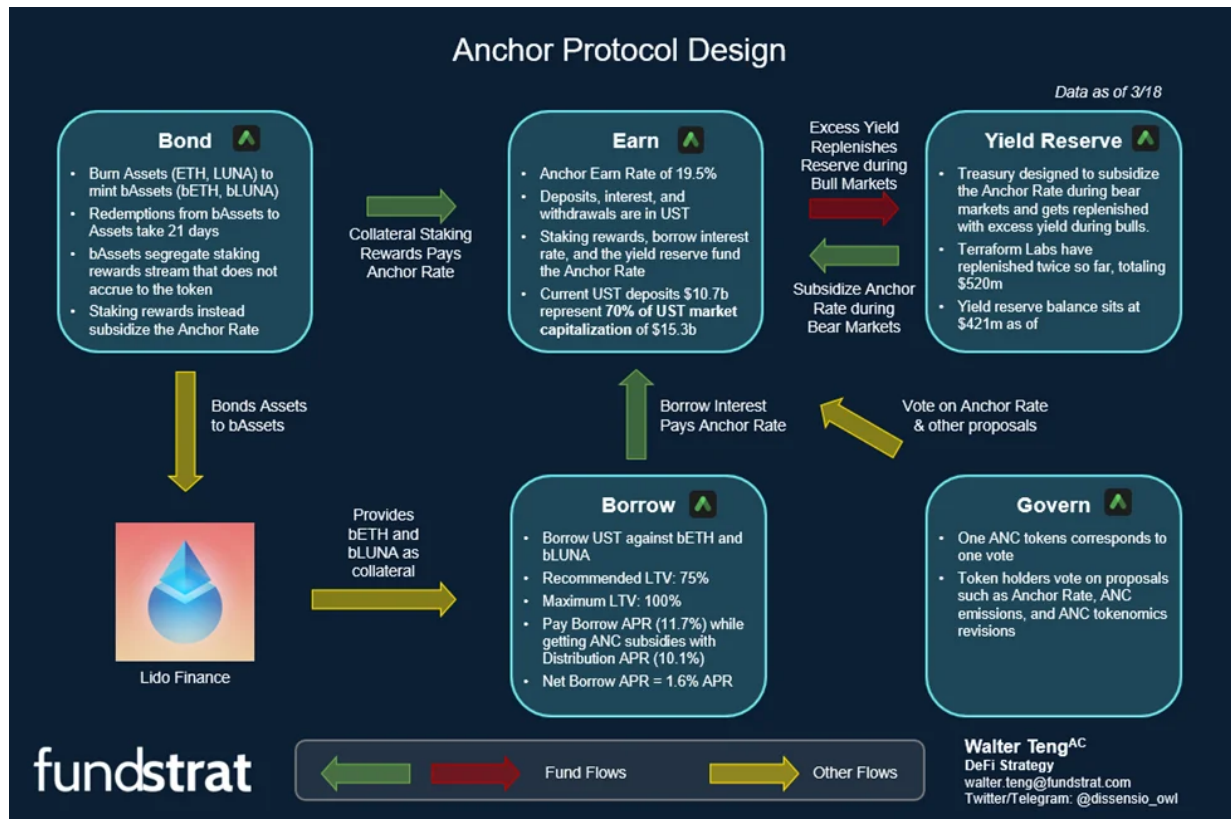 Anchor Protocol Design
Data as of 3/18
Bond
• Burn Assets (ETH, LUNA) to
mint bAssets (bETH, bLUNA)
• Redemptions from bAssets to
Assets take 21 days
• bAssets segregate staking
rewards stream that does not
accrue to the token
• Staking rewards instead
subsidize the Anchor Rate
Collateral Staking
Rewards Pays
Anchor Rate
Earn
• Anchor Earn Rate of 19.5%
• Deposits, interest, and
withdrawals are in UST
• Staking rewards, borrow interest
rate, and the yield reserve fund
the Anchor Rate
• Current UST deposits $10.7b
represent 70% of UST market
capitalization of $15.3b
Excess Yield
Replenishes
Reserve during
Bull Markets
Subsidize Anchor
Rate during
Bear Markets
Yield Reserve
• Treasury designed to subsidize
the Anchor Rate during bear
markets and gets replenished
with excess yield during bulls.
• Terraform Labs have
replenished twice so far, totaling
$520m
• Yield reserve balance sits at
$421m as of
Bonds Assets
to bAssets
Borrow Interest
Pays Anchor Rate
Vote on Anchor Rate
& other proposals
Lido Finance
Provides
bETH and
bLUNA as
collateral
Borrow
• Borrow UST against bETH and
bLUNA
• Recommended LTV: 75%
• Maximum LTV: 100%
• Pay Borrow APR (11.7%) while
getting ANC subsidies with
Distribution APR (10.1%)
• Net Borrow APR = 1.6% APR
Govern
• One ANC tokens corresponds to
one vote
• Token holders vote on proposals
such as Anchor Rate, ANC
emissions, and ANC tokenomics
revisions
fundstrat
Fund Flows
Other Flows
Walter Teng^AC
DeFi Strategy
walter.teng@fundstrat.com
Twitter/Telegram: @dissensio_owl